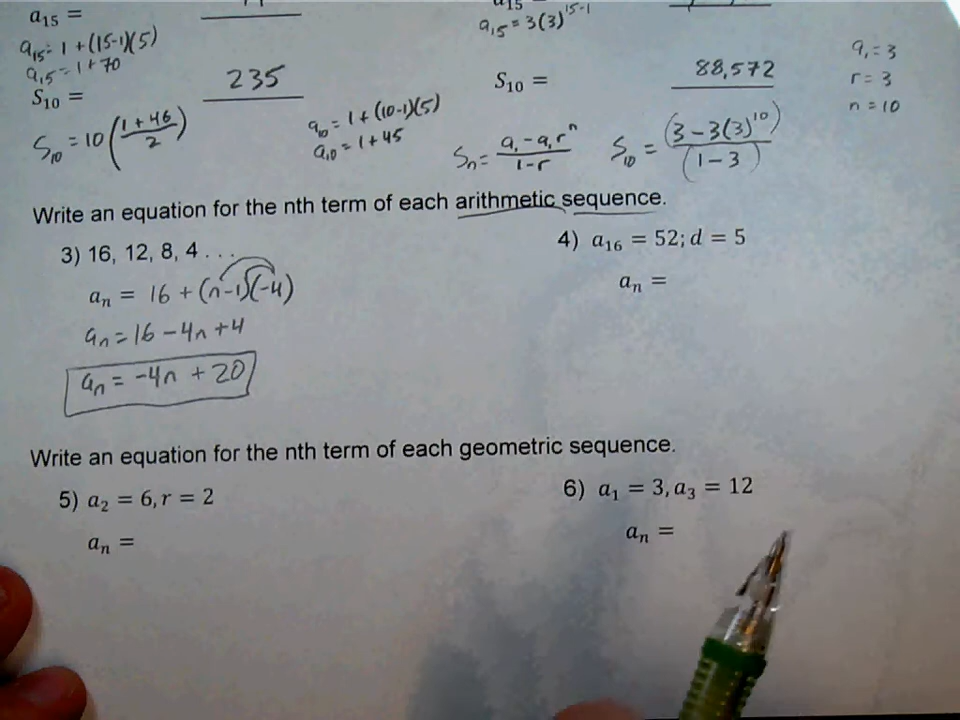 a₁₅ =
a₁₅ = 3(3)¹⁵⁻¹
a₁₅ = 1 + (15-1)(5)
a₁₅ = 1 + 70
S₁₀ = 235
S₁₀ = 88,572
a₁ = 3
r = 3
n = 10
S₁₀ = 10 ( (1 + 46)/2 )
a₁₀ = 1 + (10-1)(5)
a₁₀ = 1 + 45
Sₙ = (a₁ - a₁rⁿ)/(1-r)
S₁₀ = (3 - 3(3)¹⁰)/(1 - 3)
Write an equation for the nth term of each arithmetic sequence.
3) 16, 12, 8, 4 . . .
aₙ = 16 + (n-1)(-4)
aₙ = 16 - 4n + 4
aₙ = -4n + 20
4) a₁₆ = 52; d = 5
aₙ =
Write an equation for the nth term of each geometric sequence.
5) a₂ = 6, r = 2
aₙ =
6) a₁ = 3, a₃ = 12
aₙ =